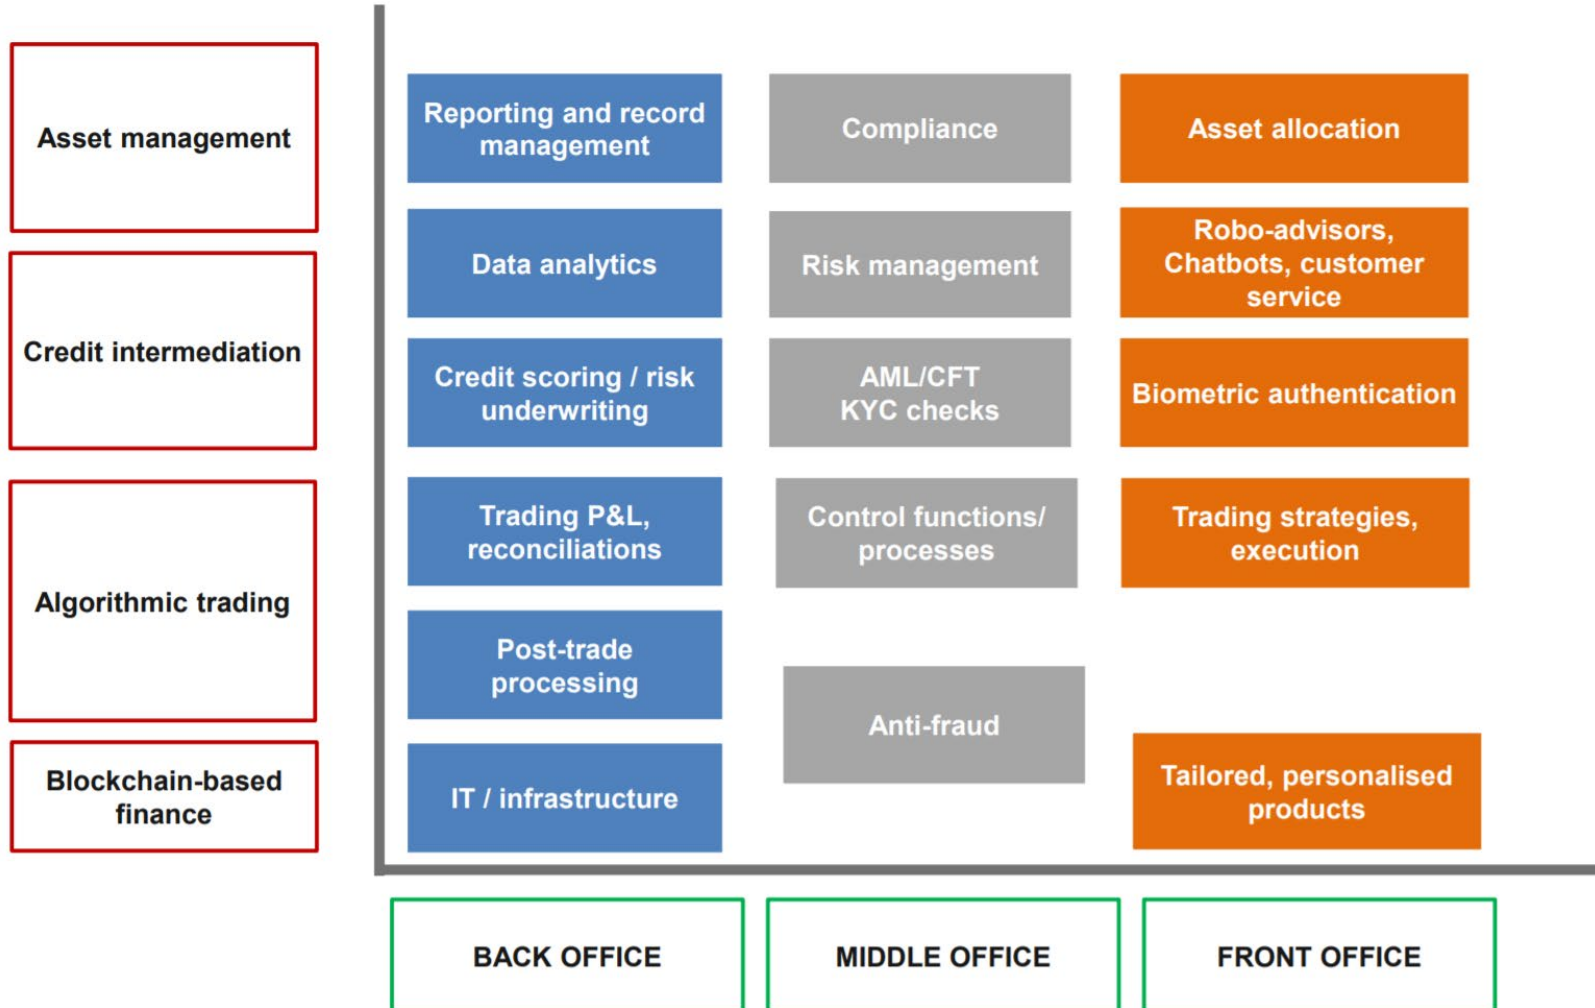 Asset management
Reporting and record
management
Compliance
Asset allocation
Credit intermediation
Data analytics
Risk management
Robo-advisors,
Chatbots, customer
service
Credit scoring / risk
underwriting
AML/CFT
KYC checks
Biometric authentication
Algorithmic trading
Trading P&L,
reconciliations
Control functions/
processes
Trading strategies,
execution
Post-trade
processing
Anti-fraud
Blockchain-based
finance
IT / infrastructure
Tailored, personalised
products
BACK OFFICE
MIDDLE OFFICE
FRONT OFFICE